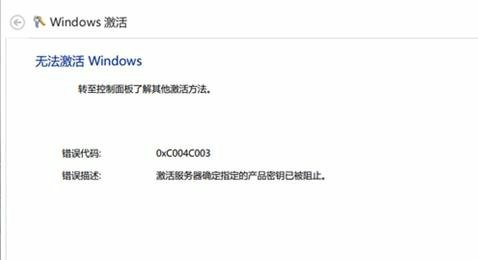 Windows 激活
无法激活 Windows
转至控制面板了解其他激活方法。
错误代码: 0xC004C003
错误描述: 激活服务器确定指定的产品密钥已被阻止。